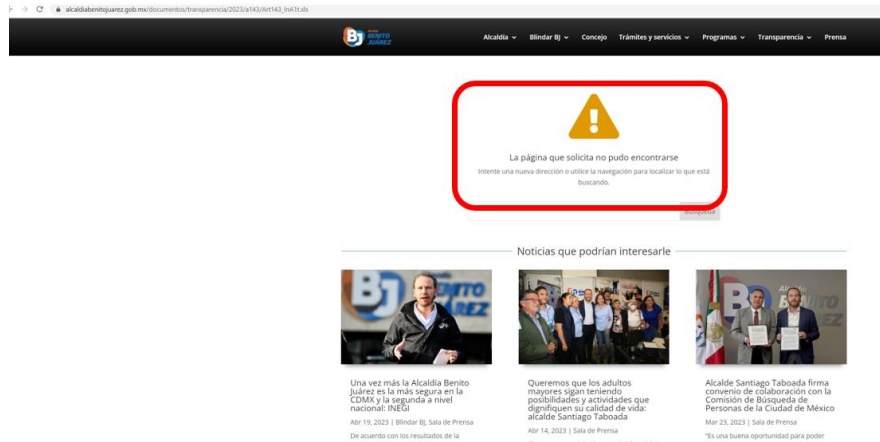 alcaldiabenitojuarez.gob.mx/documentos/transparencia/2023/a143/Art143_InA1t.xls
BJ
BENITO
JUÁREZ
Alcaldía Blindar BJ Concejo Trámites y servicios Programas Transparencia Prensa
La página que solicita no pudo encontrarse
Intente una nueva dirección o utilice la navegación para localizar lo que está
buscando.
Búsqueda
Noticias que podrían interesarle
Una vez más la Alcaldía Benito
Juárez es la más segura en la
CDMX y la segunda a nivel
nacional: INEGI
Abr 19, 2023 | Blindar BJ, Sala de Prensa
De acuerdo con los resultados de la
Queremos que los adultos
mayores sigan teniendo
posibilidades y actividades que
dignifiquen su calidad de vida:
alcalde Santiago Taboada
Abr 14, 2023 | Sala de Prensa
Alcalde Santiago Taboada firma
convenio de colaboración con la
Comisión de Búsqueda de
Personas de la Ciudad de México
Mar 23, 2023 | Sala de Prensa
"Es una buena oportunidad para poder